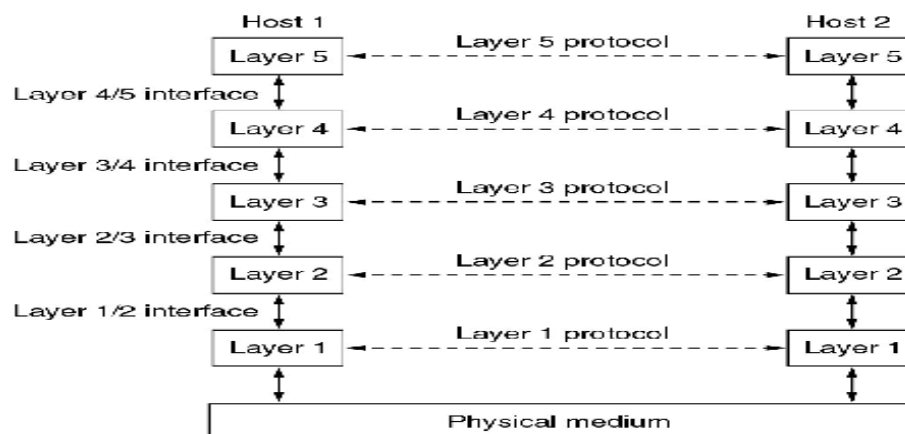 Host 1 Host 2
Layer 5 Layer 5 protocol Layer 5
Layer 4/5 interface
Layer 4 Layer 4 protocol Layer 4
Layer 3/4 interface
Layer 3 Layer 3 protocol Layer 3
Layer 2/3 interface
Layer 2 Layer 2 protocol Layer 2
Layer 1/2 interface
Layer 1 Layer 1 protocol Layer 1
Physical medium